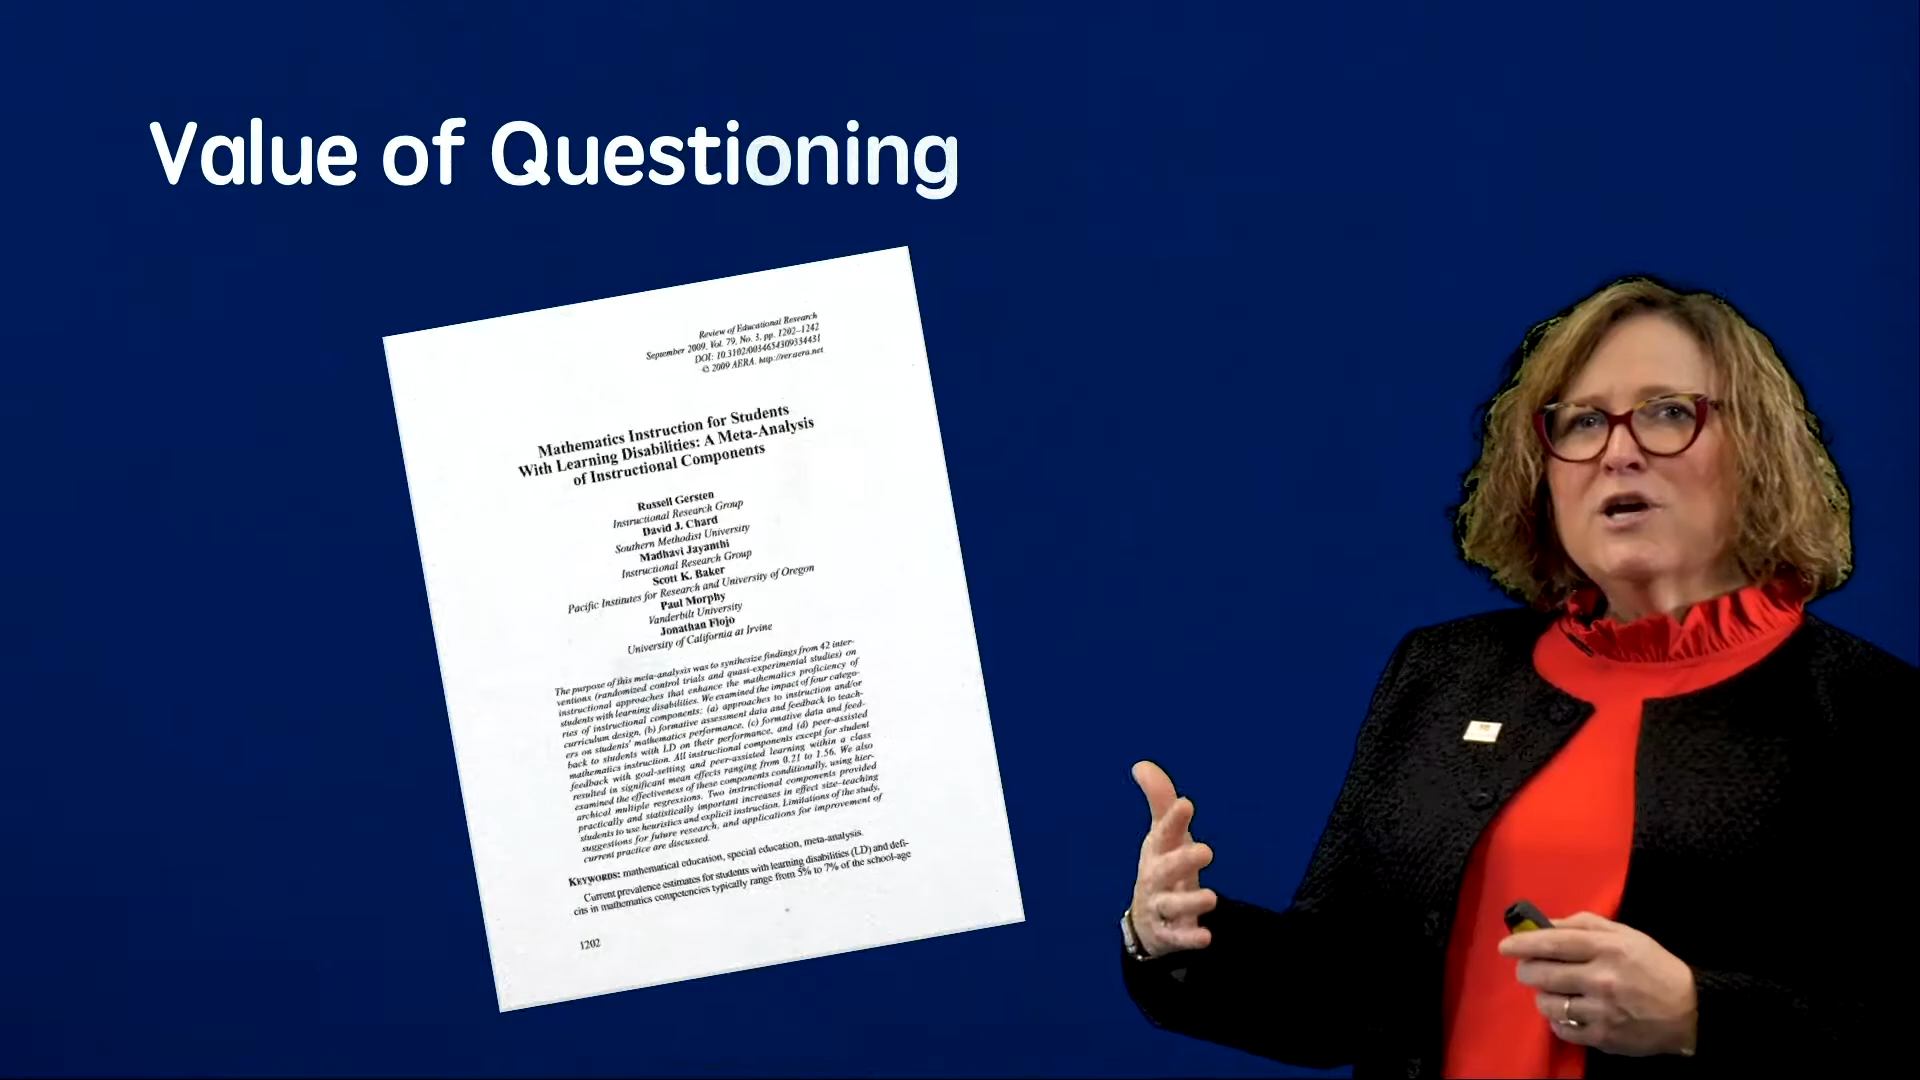 Value of Questioning
Review of Educational Research
September 2009, Vol. 79, No. 3, pp. 1202–1242
DOI: 10.3102/0034654309334431
© 2009 AERA. http://rer.aera.net
Mathematics Instruction for Students
With Learning Disabilities: A Meta-Analysis
of Instructional Components
Russell Gersten
Instructional Research Group
David J. Chard
Southern Methodist University
Madhavi Jayanthi
Instructional Research Group
Scott K. Baker
Pacific Institutes for Research and University of Oregon
Paul Morphy
Vanderbilt University
Jonathan Flojo
University of California at Irvine
The purpose of this meta-analysis was to synthesize findings from 42 inter-
ventions (randomized control trials and quasi-experimental studies) on
instructional approaches that enhance the mathematics proficiency of
students with learning disabilities. We examined the impact of four catego-
ries of instructional components: (a) approaches to instruction and/or
curriculum design, (b) formative assessment data and feedback to teach-
ers on students' mathematics performance, (c) formative data and feed-
back to students with LD on their performance, and (d) peer-assisted
mathematics instruction. All instructional components except for student
feedback with goal-setting and peer-assisted learning within a class
resulted in significant mean effects ranging from 0.21 to 1.56. We also
examined the effectiveness of these components conditionally, using hier-
archical multiple regressions. Two instructional components provided
practically and statistically important increases in effect size–teaching
students to use heuristics and explicit instruction. Limitations of the study,
suggestions for future research, and applications for improvement of
current practice are discussed.
KEYWORDS: mathematical education, special education, meta-analysis.
Current prevalence estimates for students with learning disabilities (LD) and defi-
cits in mathematics competencies typically range from 5% to 7% of the school-age
1202